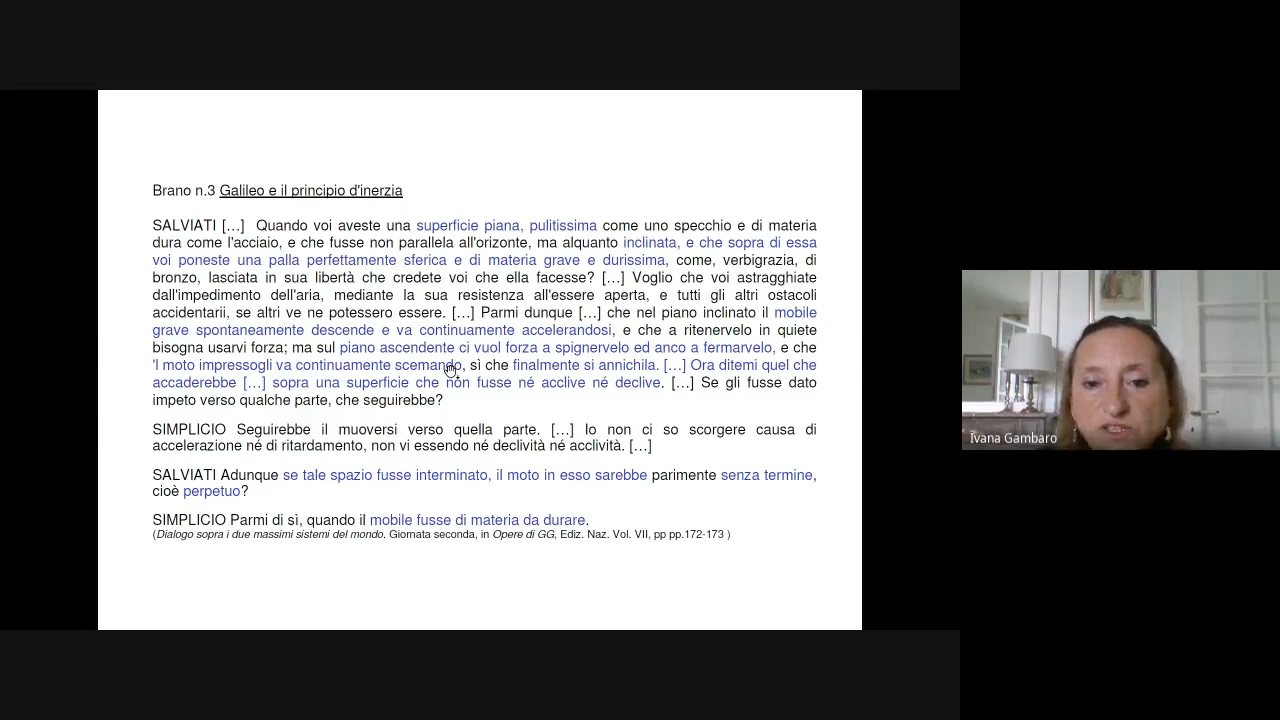 Brano n.3 Galileo e il principio d'inerzia
SALVIATI […] Quando voi aveste una superficie piana, pulitissima come uno specchio e di materia
dura come l'acciaio, e che fusse non parallela all'orizonte, ma alquanto inclinata, e che sopra di essa
voi poneste una palla perfettamente sferica e di materia grave e durissima, come, verbigrazia, di
bronzo, lasciata in sua libertà che credete voi che ella facesse? […] Voglio che voi astragghiate
dall'impedimento dell'aria, mediante la sua resistenza all'essere aperta, e tutti gli altri ostacoli
accidentarii, se altri ve ne potessero essere. […] Parmi dunque […] che nel piano inclinato il mobile
grave spontaneamente descende e va continuamente accelerandosi, e che a ritenervelo in quiete
bisogna usarvi forza; ma sul piano ascendente ci vuol forza a spignervelo ed anco a fermarvelo, e che
'l moto impressogli va continuamente scemando, sì che finalmente si annichila. […] Ora ditemi quel che
accaderebbe […] sopra una superficie che non fusse né acclive né declive. […] Se gli fusse dato
impeto verso qualche parte, che seguirebbe?
SIMPLICIO Seguirebbe il muoversi verso quella parte. […] Io non ci so scorgere causa di
accelerazione né di ritardamento, non vi essendo né declività né acclività. […]
SALVIATI Adunque se tale spazio fusse interminato, il moto in esso sarebbe parimente senza termine,
cioè perpetuo?
SIMPLICIO Parmi di sì, quando il mobile fusse di materia da durare.
(Dialogo sopra i due massimi sistemi del mondo. Giornata seconda, in Opere di GG, Ediz. Naz. Vol. VII, pp pp.172-173 )
Ivana Gambaro